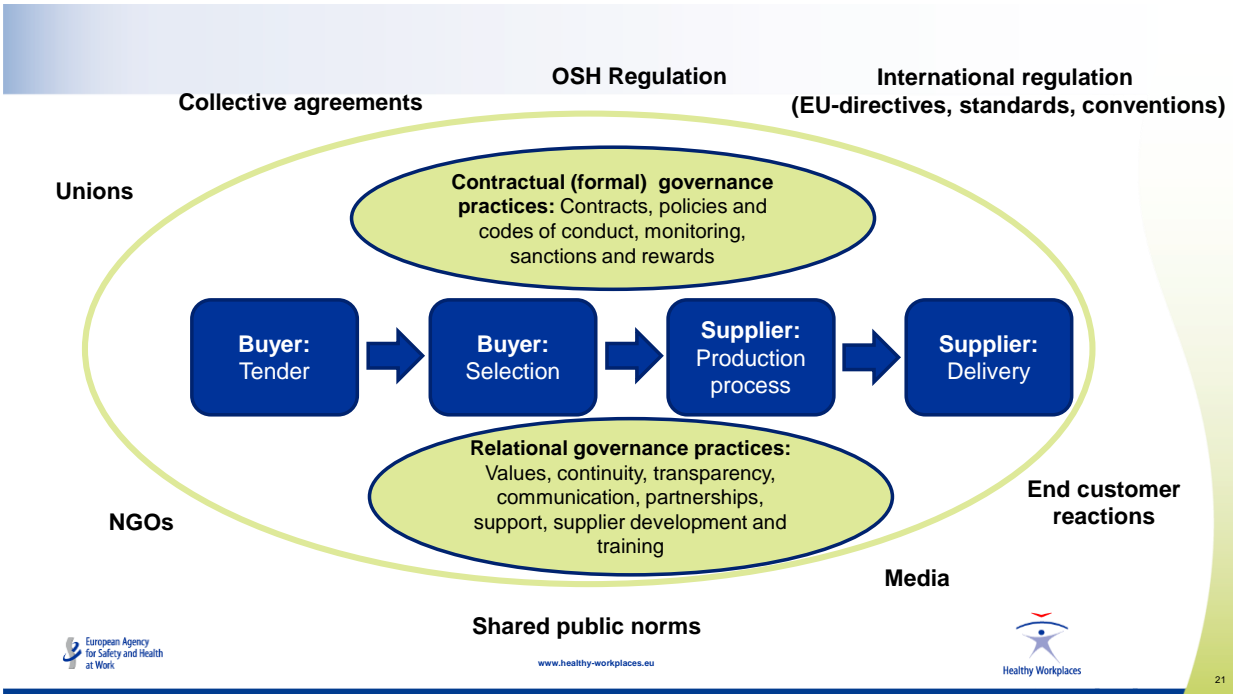 OSH Regulation
International regulation
(EU-directives, standards, conventions)
Collective agreements
Unions
Contractual (formal) governance
practices: Contracts, policies and
codes of conduct, monitoring,
sanctions and rewards
Buyer:
Tender
Buyer:
Selection
Supplier:
Production
process
Supplier:
Delivery
Relational governance practices:
Values, continuity, transparency,
communication, partnerships,
support, supplier development and
training
End customer
reactions
NGOs
Media
Shared public norms
European Agency
for Safety and Health
at Work
www.healthy-workplaces.eu
Healthy Workplaces
21